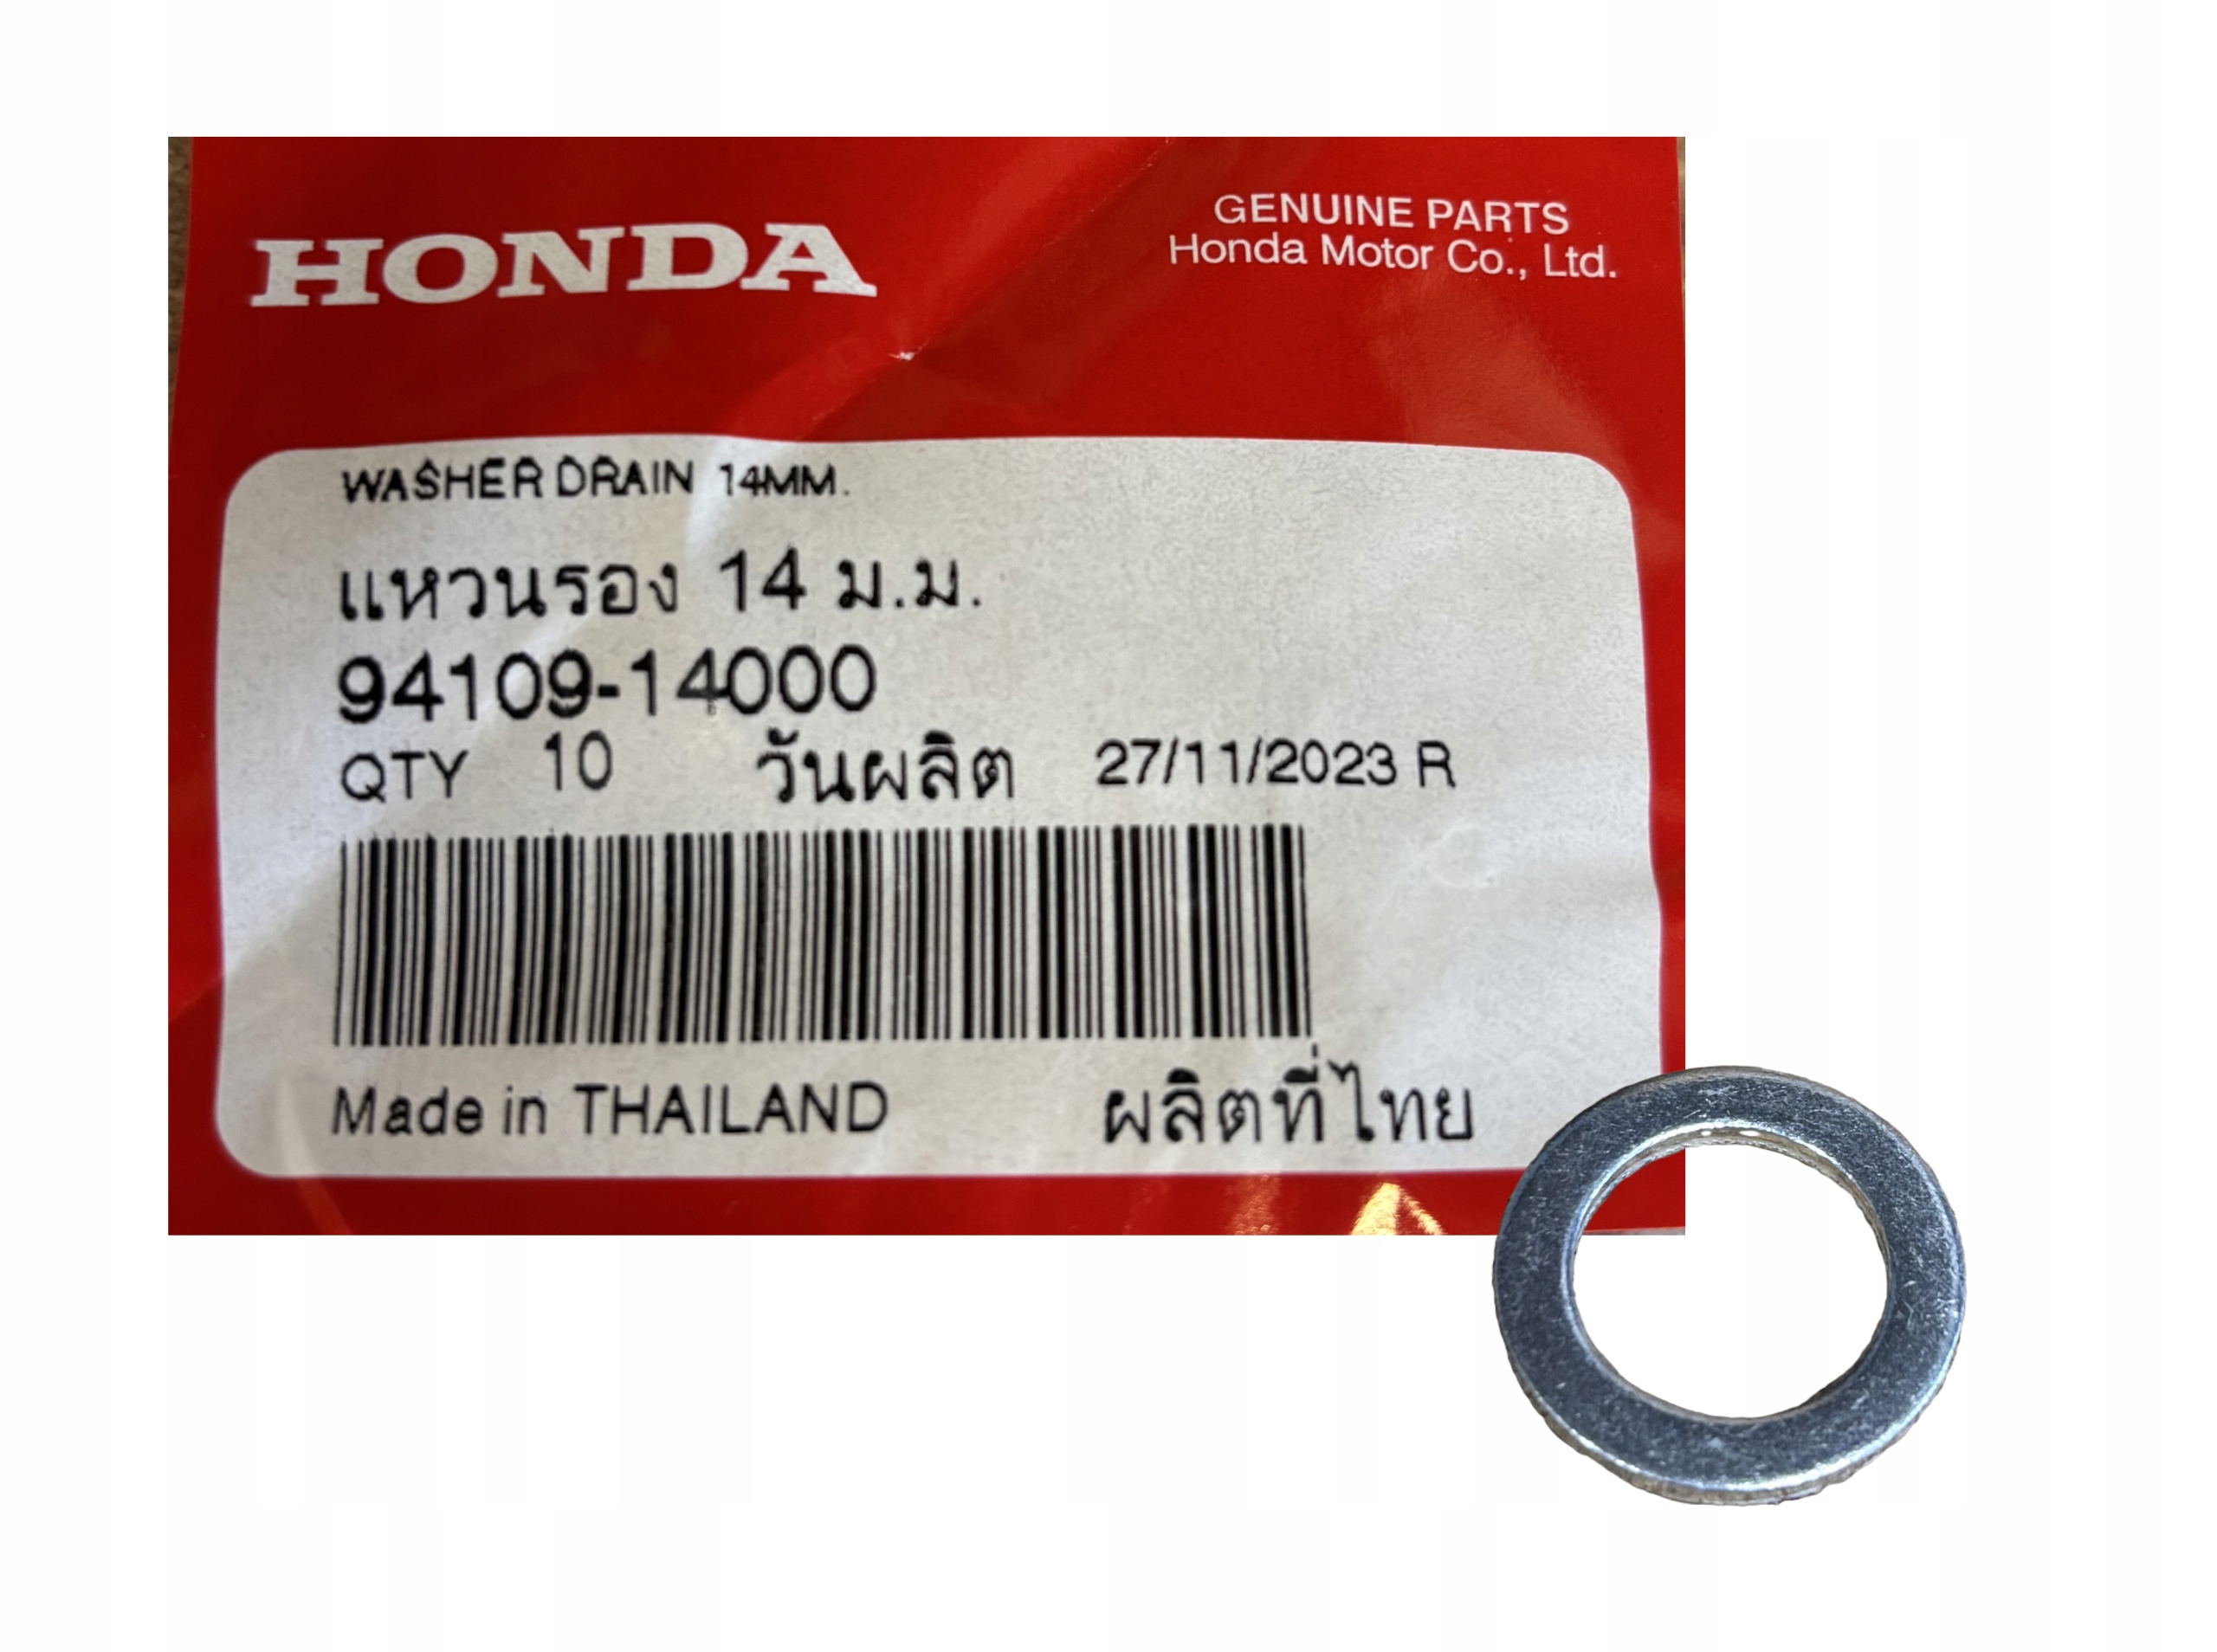 HONDA
GENUINE PARTS
Honda Motor Co., Ltd.
WASHER DRAIN 14MM.
แหวนรอง 14 ม.ม.
94109-14000
QTY 10 วันผลิต 27/11/2023 R
Made in THAILAND ผลิตที่ไทย